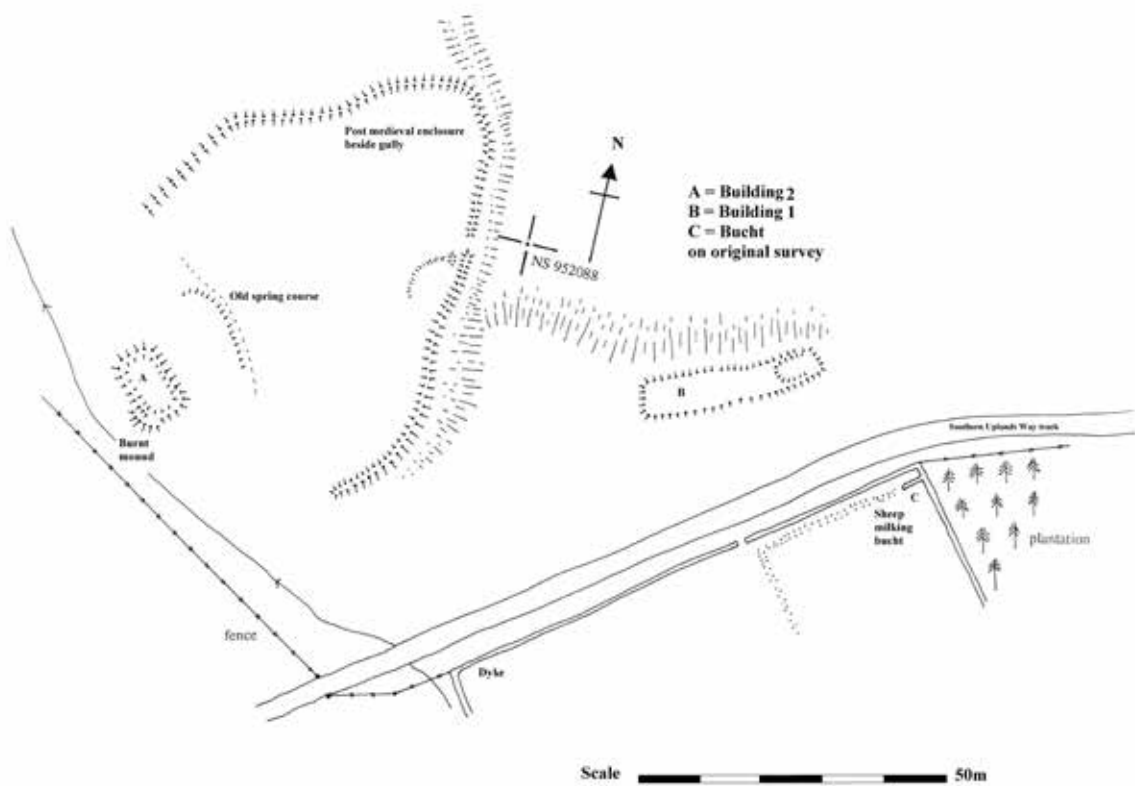 Post medieval enclosure
beside gully
N
A = Building 2
B = Building 1
C = Bucht
on original survey
NS 952088
Old spring course
A
B
Burnt
mound
Southern Uplands Way track
C
Sheep
milking
bucht
plantation
fence
Dyke
Scale
50m